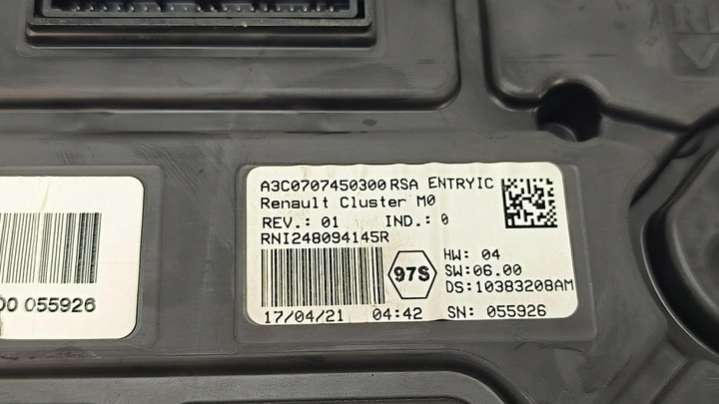 A3C0707450300 RSA ENTRYIC
Renault Cluster M0
REV.: 01 IND.: 0
RNI248094145R
97S
HW: 04
SW:06.00
DS:10383208AM
17/04/21 04:42 SN: 055926
00 055926